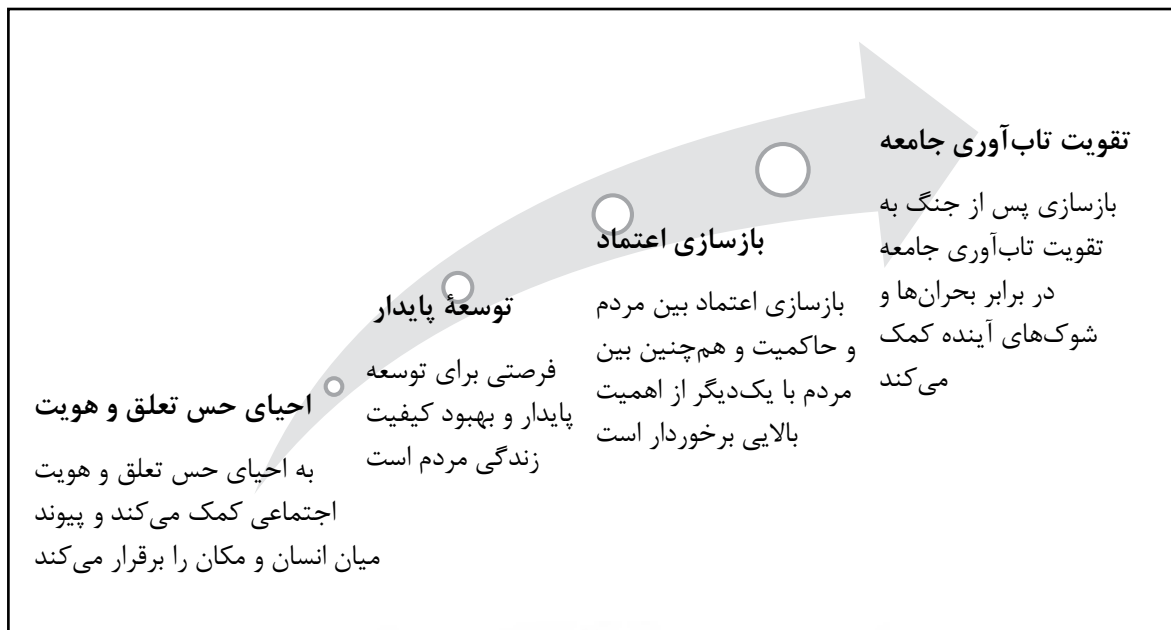 تقویت تاب‌آوری جامعه
بازسازی پس از جنگ به
تقویت تاب‌آوری جامعه
در برابر بحران‌ها و
شوک‌های آینده کمک
می‌کند
بازسازی اعتماد
بازسازی اعتماد بین مردم
و حاکمیت و هم‌چنین بین
مردم با یک‌دیگر از اهمیت
بالایی برخوردار است
توسعهٔ پایدار
فرصتی برای توسعه
پایدار و بهبود کیفیت
زندگی مردم است
احیای حس تعلق و هویت
به احیای حس تعلق و هویت
اجتماعی کمک می‌کند و پیوند
میان انسان و مکان را برقرار می‌کند